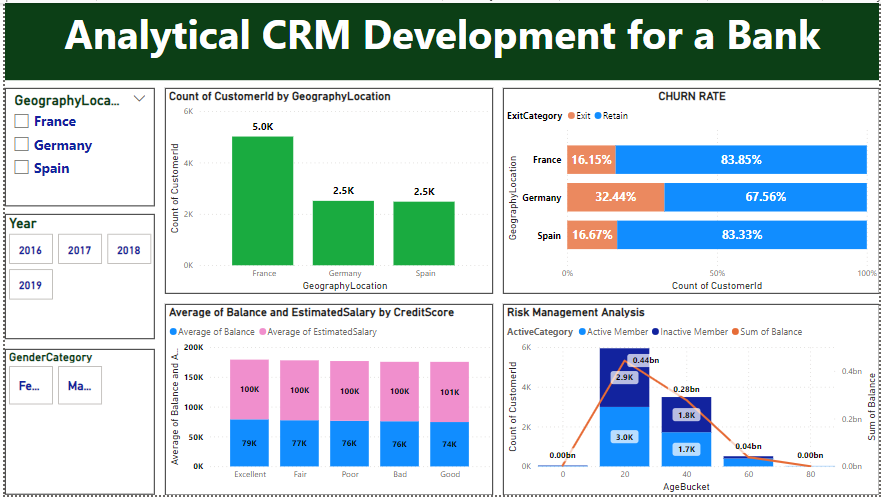 Analytical CRM Development for a Bank
GeographyLoca...
France
Germany
Spain
Year
2016 2017 2018
2019
GenderCategory
Fe... Ma...
Count of CustomerId by GeographyLocation
Count of CustomerId
6K
4K
2K
0K
5.0K
2.5K
2.5K
France Germany Spain
GeographyLocation
CHURN RATE
ExitCategory Exit Retain
GeographyLocation
France 16.15% 83.85%
Germany 32.44% 67.56%
Spain 16.67% 83.33%
0% 50% 100%
Count of CustomerId
Average of Balance and EstimatedSalary by CreditScore
Average of Balance Average of EstimatedSalary
Average of Balance and A...
200K
150K
100K
50K
0K
100K 100K 100K 100K 101K
79K 77K 76K 76K 74K
Excellent Fair Poor Bad Good
Risk Management Analysis
ActiveCategory Active Member Inactive Member Sum of Balance
Count of CustomerId
6K
4K
2K
0K
0.00bn
0.44bn
0.28bn
0.04bn
0.00bn
2.9K
1.8K
3.0K
1.7K
0.4bn
0.2bn
0.0bn
Sum of Balance
0 20 40 60 80
AgeBucket